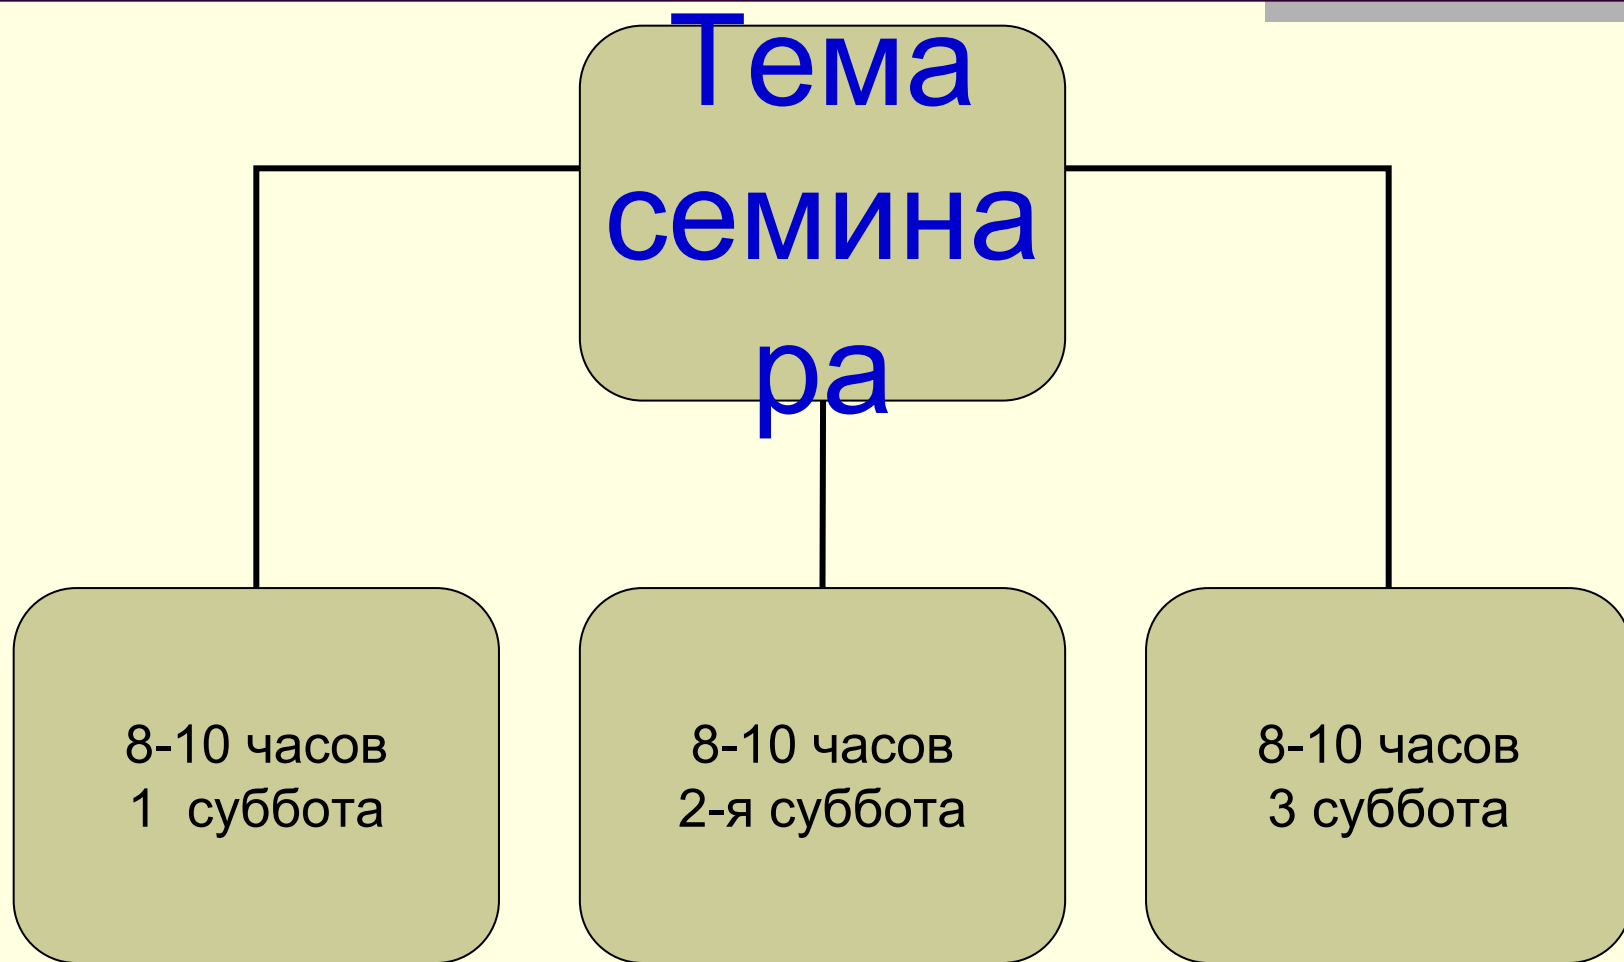 Тема
семина
ра
8-10 часов
1 суббота
8-10 часов
2-я суббота
8-10 часов
3 суббота